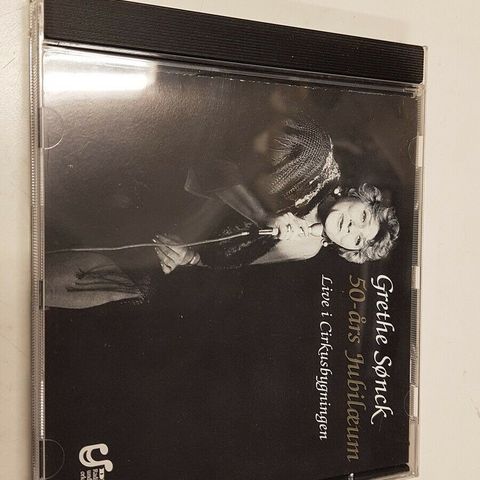 Grethe Sønck
50-års Jubilæum
Live i Cirkusbygningen